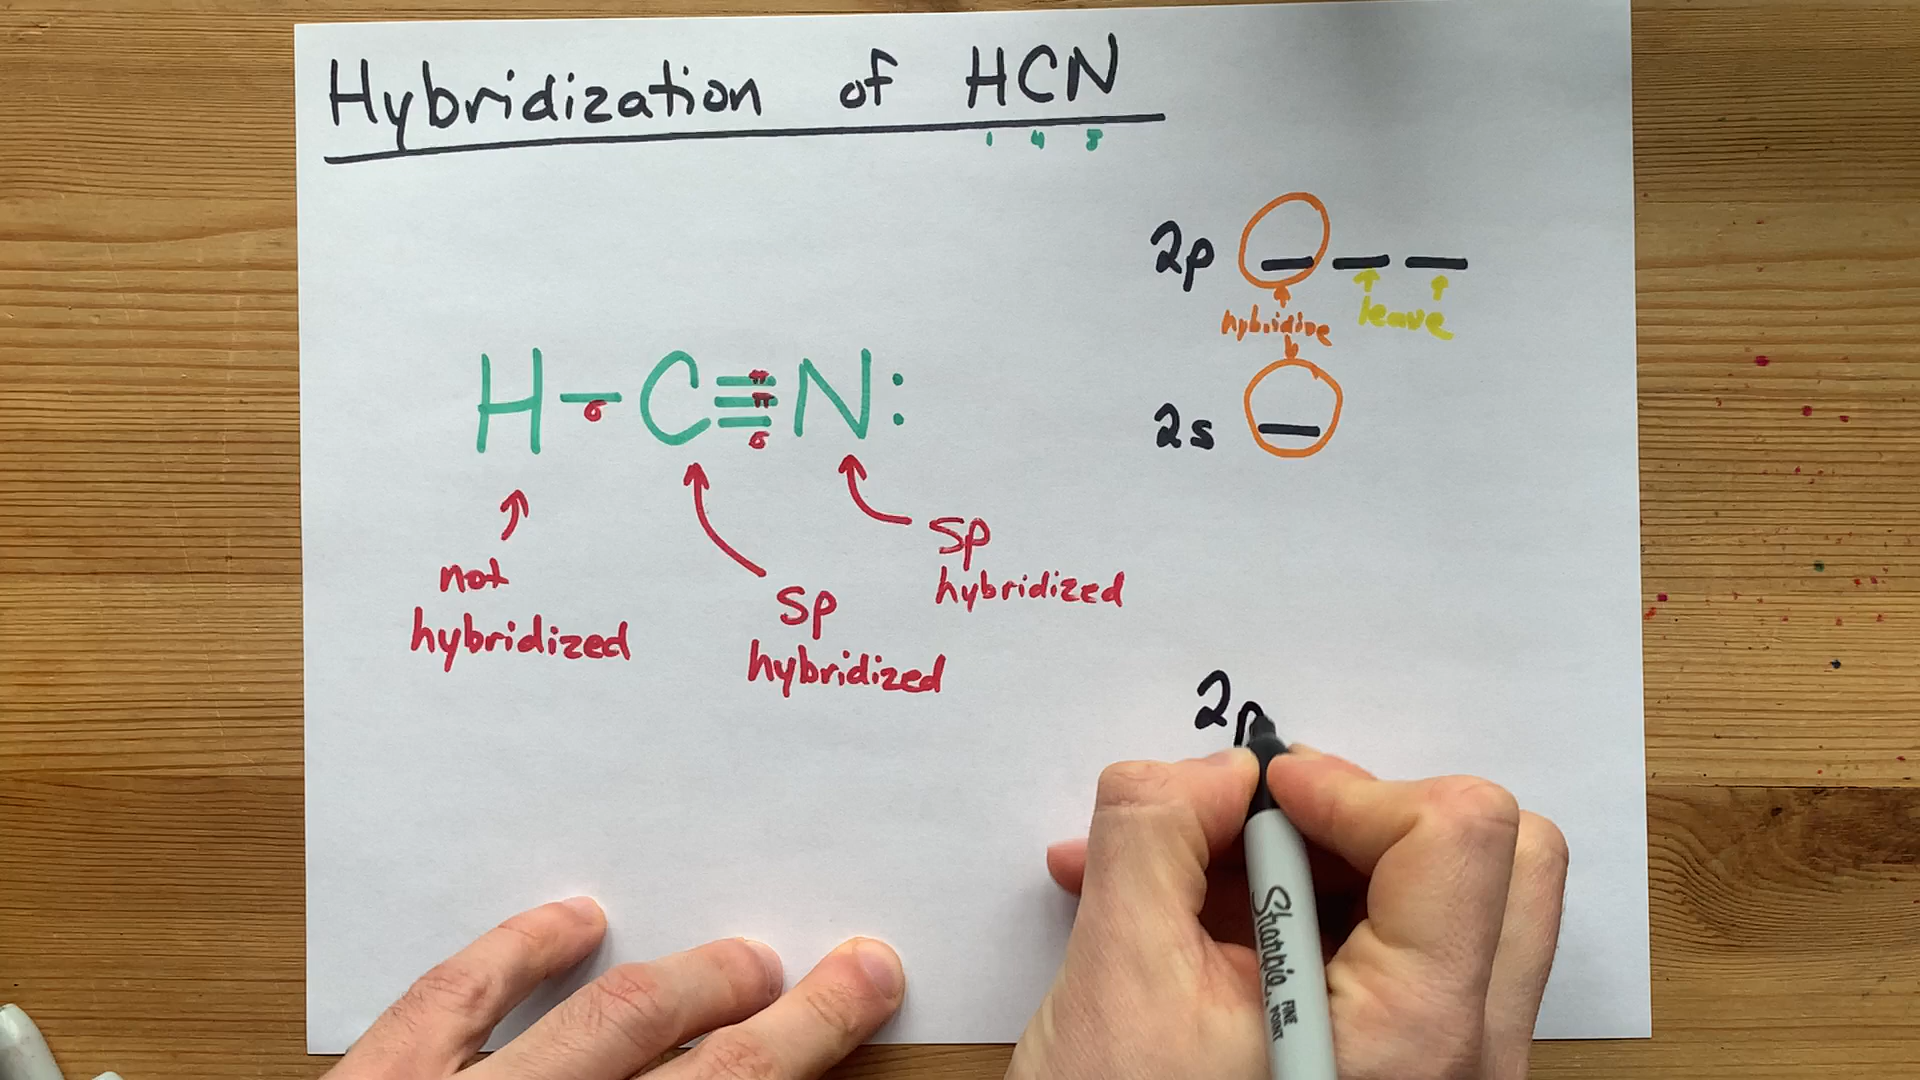 Hybridization of HCN
1 4 5
2p
hybridize leave
2s
H-C≡N:
σ π π σ
not hybridized
sp hybridized
sp hybridized
2p
Sharpie
FINE POINT